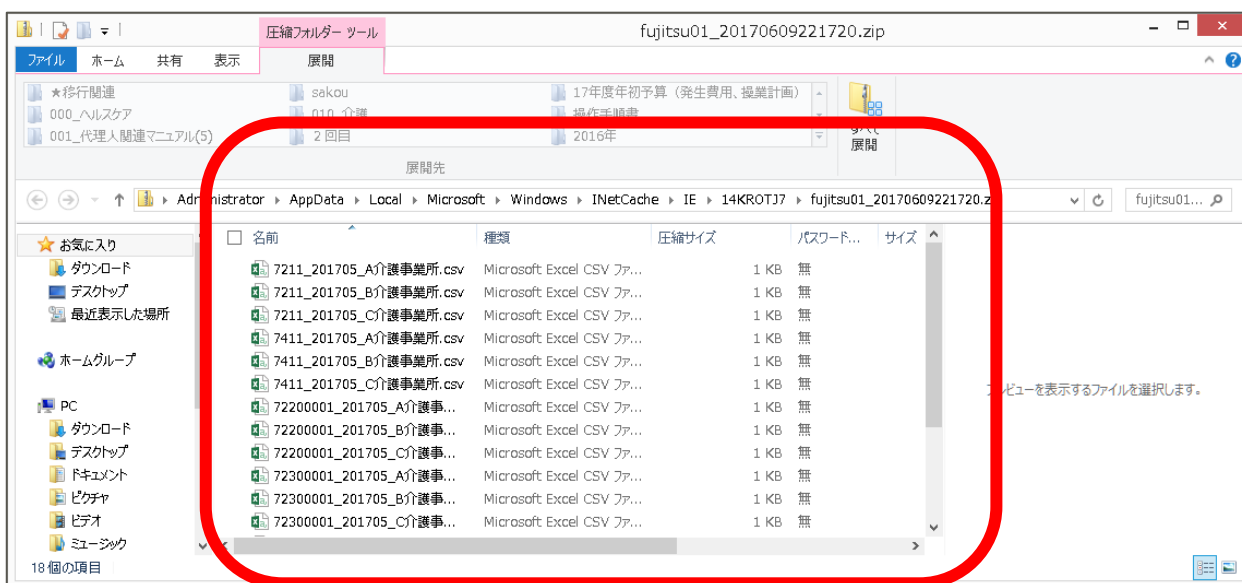 圧縮フォルダー ツール
fujitsu01_20170609221720.zip
ファイル ホーム 共有 表示 展開
★移行関連 sakou 17年度年初予算（発生費用、操業計画）
000_ヘルスケア 010_介護 操作手順書
001_代理人関連マニュアル(5) 2回目 2016年
すべて
展開
展開先
Administrator AppData Local Microsoft Windows INetCache IE 14KROTJ7 fujitsu01_20170609221720.z
fujitsu01...
お気に入り
ダウンロード
デスクトップ
最近表示した場所
ホームグループ
PC
ダウンロード
デスクトップ
ドキュメント
ピクチャ
ビデオ
ミュージック
名前 種類 圧縮サイズ パスワード... サイズ
7211_201705_A介護事業所.csv Microsoft Excel CSV ファ... 1 KB 無
7211_201705_B介護事業所.csv Microsoft Excel CSV ファ... 1 KB 無
7211_201705_C介護事業所.csv Microsoft Excel CSV ファ... 1 KB 無
7411_201705_A介護事業所.csv Microsoft Excel CSV ファ... 1 KB 無
7411_201705_B介護事業所.csv Microsoft Excel CSV ファ... 1 KB 無
7411_201705_C介護事業所.csv Microsoft Excel CSV ファ... 1 KB 無
72200001_201705_A介護事... Microsoft Excel CSV ファ... 1 KB 無
72200001_201705_B介護事... Microsoft Excel CSV ファ... 1 KB 無
72200001_201705_C介護事... Microsoft Excel CSV ファ... 1 KB 無
72300001_201705_A介護事... Microsoft Excel CSV ファ... 1 KB 無
72300001_201705_B介護事... Microsoft Excel CSV ファ... 1 KB 無
72300001_201705_C介護事... Microsoft Excel CSV ファ... 1 KB 無
プレビューを表示するファイルを選択します。
18個の項目